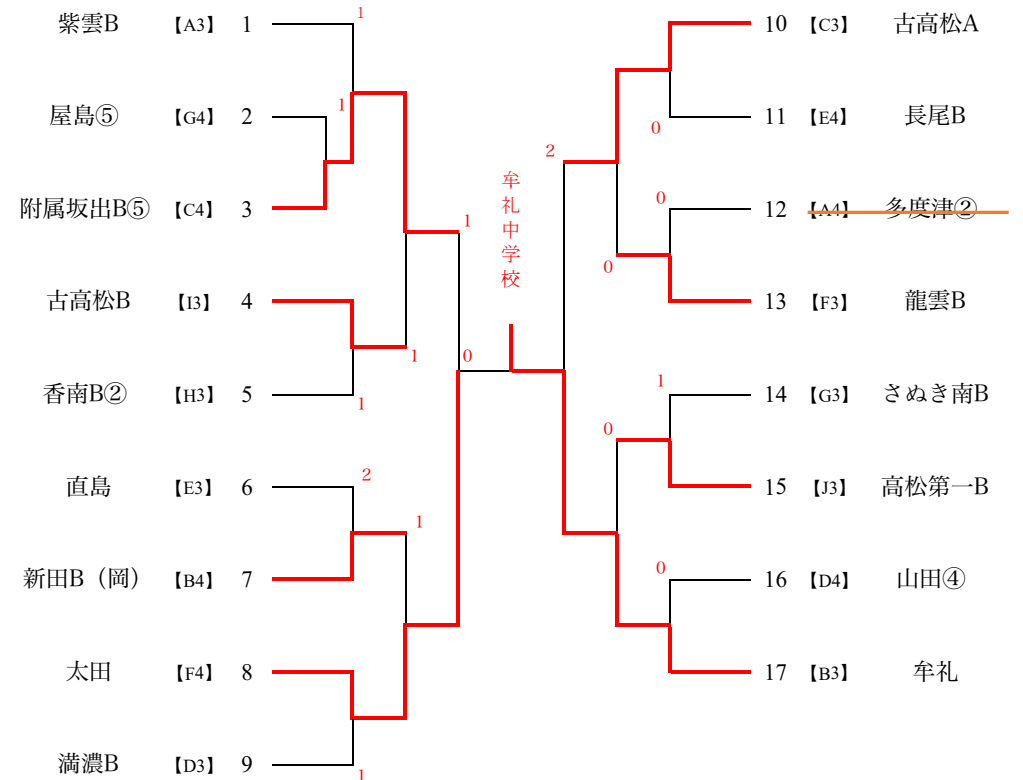 紫雲B 【A3】 1
屋島⑤ 【G4】 2
附属坂出B⑤ 【C4】 3
古高松B 【I3】 4
香南B② 【H3】 5
直島 【E3】 6
新田B（岡） 【B4】 7
太田 【F4】 8
満濃B 【D3】 9
1
1
1
1
1
2
1
1
0
牟礼中学校
2
0
0
0
1
0
0
10 【C3】 古高松A
11 【E4】 長尾B
12 【A4】 多度津②
13 【F3】 龍雲B
14 【G3】 さぬき南B
15 【J3】 高松第一B
16 【D4】 山田④
17 【B3】 牟礼